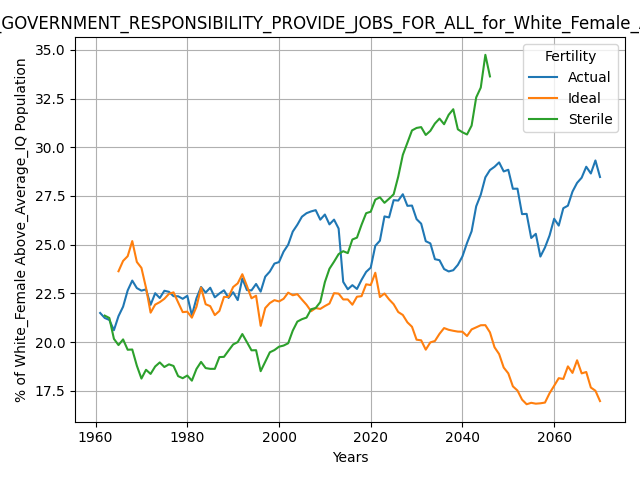 _GOVERNMENT_RESPONSIBILITY_PROVIDE_JOBS_FOR_ALL_for_White_Female_
Fertility
Actual
Ideal
Sterile
% of White_Female Above_Average_IQ Population
35.0
32.5
30.0
27.5
25.0
22.5
20.0
17.5
1960
1980
2000
2020
2040
2060
Years